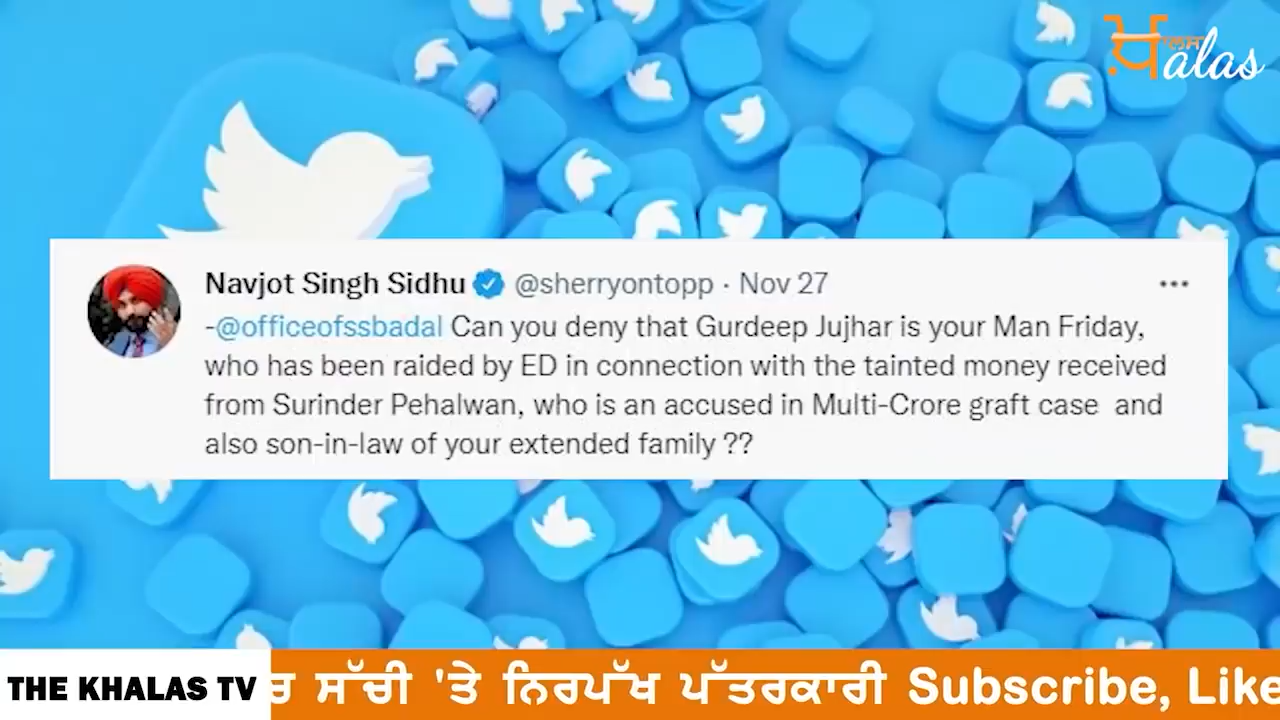 ਖ਼ਾਲਸ alas
Navjot Singh Sidhu @sherryontopp · Nov 27
-@officeofssbadal Can you deny that Gurdeep Jujhar is your Man Friday,
who has been raided by ED in connection with the tainted money received
from Surinder Pehalwan, who is an accused in Multi-Crore graft case and
also son-in-law of your extended family ??
THE KHALAS TV
ਸੱਚੀ 'ਤੇ ਨਿਰਪੱਖ ਪੱਤਰਕਾਰੀ Subscribe, Like